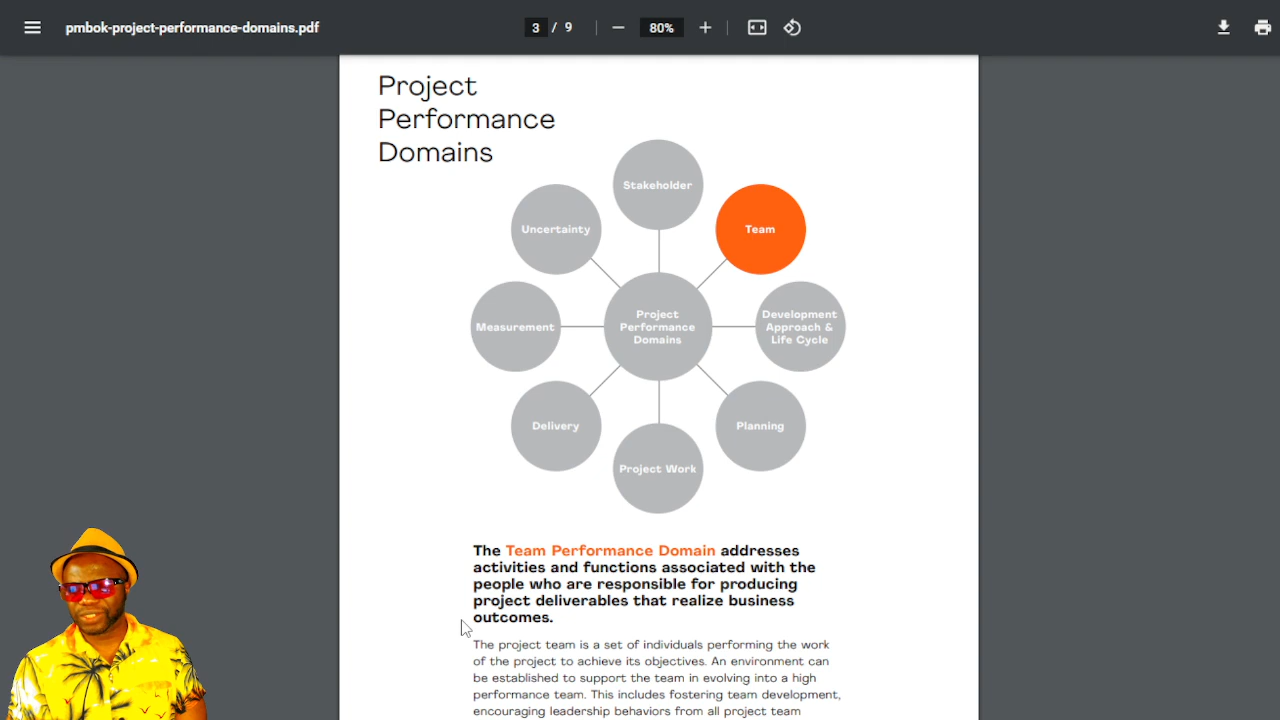 pmbok-project-performance-domains.pdf
3 / 9
80%
Project
Performance
Domains
Stakeholder
Uncertainty
Team
Measurement
Project
Performance
Domains
Development
Approach &
Life Cycle
Delivery
Planning
Project Work
The Team Performance Domain addresses
activities and functions associated with the
people who are responsible for producing
project deliverables that realize business
outcomes.
The project team is a set of individuals performing the work
of the project to achieve its objectives. An environment can
be established to support the team in evolving into a high
performance team. This includes fostering team development,
encouraging leadership behaviors from all project team